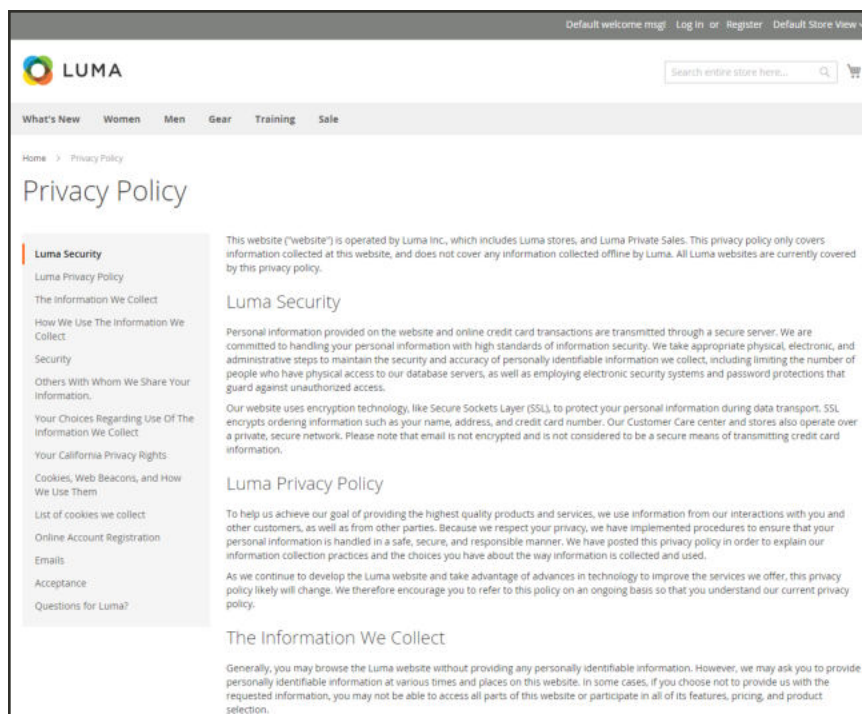 Default welcome msg! Log In or Register Default Store View
LUMA
Search entire store here...
What's New Women Men Gear Training Sale
Home > Privacy Policy
Privacy Policy
Luma Security
Luma Privacy Policy
The Information We Collect
How We Use The Information We
Collect
Security
Others With Whom We Share Your
Information.
Your Choices Regarding Use Of The
Information We Collect
Your California Privacy Rights
Cookies, Web Beacons, and How
We Use Them
List of cookies we collect
Online Account Registration
Emails
Acceptance
Questions for Luma?
This website ("website") is operated by Luma Inc., which includes Luma stores, and Luma Private Sales. This privacy policy only covers
information collected at this website, and does not cover any information collected offline by Luma. All Luma websites are currently covered
by this privacy policy.
Luma Security
Personal information provided on the website and online credit card transactions are transmitted through a secure server. We are
committed to handling your personal information with high standards of information security. We take appropriate physical, electronic, and
administrative steps to maintain the security and accuracy of personally identifiable information we collect, including limiting the number of
people who have physical access to our database servers, as well as employing electronic security systems and password protections that
guard against unauthorized access.
Our website uses encryption technology, like Secure Sockets Layer (SSL), to protect your personal information during data transport. SSL
encrypts ordering information such as your name, address, and credit card number. Our Customer Care center and stores also operate over
a private, secure network. Please note that email is not encrypted and is not considered to be a secure means of transmitting credit card
information.
Luma Privacy Policy
To help us achieve our goal of providing the highest quality products and services, we use information from our interactions with you and
other customers, as well as from other parties. Because we respect your privacy, we have implemented procedures to ensure that your
personal information is handled in a safe, secure, and responsible manner. We have posted this privacy policy in order to explain our
information collection practices and the choices you have about the way information is collected and used.
As we continue to develop the Luma website and take advantage of advances in technology to improve the services we offer, this privacy
policy likely will change. We therefore encourage you to refer to this policy on an ongoing basis so that you understand our current privacy
policy.
The Information We Collect
Generally, you may browse the Luma website without providing any personally identifiable information. However, we may ask you to provide
personally identifiable information at various times and places on this website. In some cases, if you choose not to provide us with the
requested information, you may not be able to access all parts of this website or participate in all of its features, pricing, and product
selection.